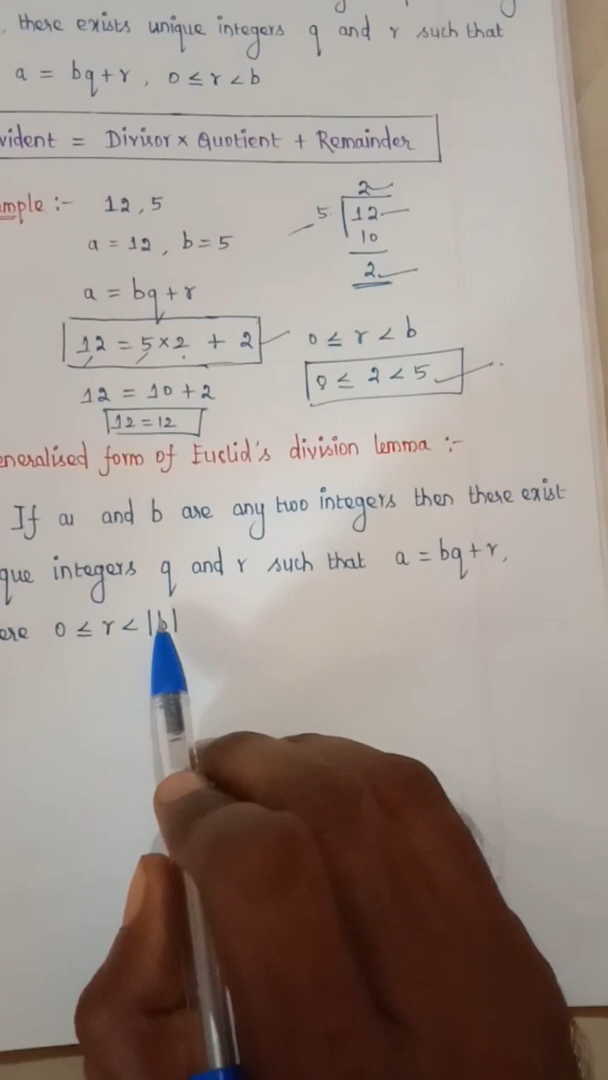 there exists unique integers q and r such that
a = bq + r, 0 ≤ r < b
vident = Divisor × Quotient + Remainder
mple :- 12, 5
a = 12, b = 5
a = bq + r
12 = 5 × 2 + 2
12 = 10 + 2
12 = 12
2
5 12
10
2
0 ≤ r < b
0 ≤ 2 < 5
eneralised form of Euclid's division lemma :-
If a and b are any two integers then there exist
que integers q and r such that a = bq + r,
ere 0 ≤ r < |b|